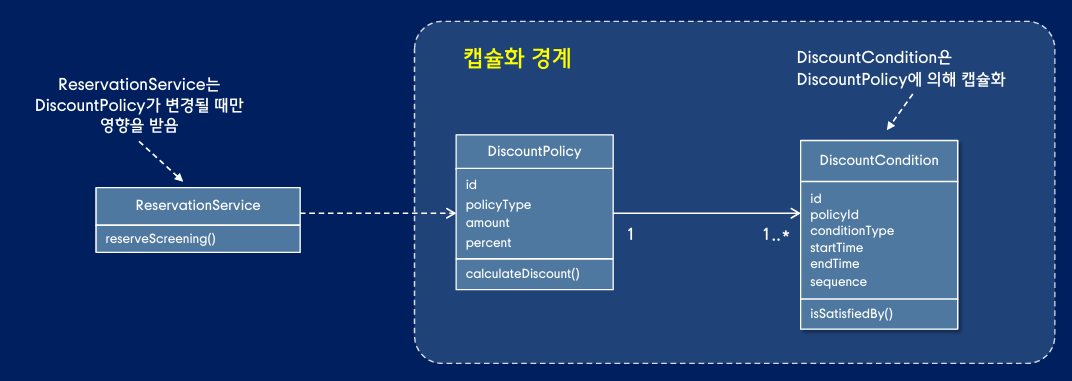 캡슐화 경계
DiscountCondition은
DiscountPolicy에 의해 캡슐화
ReservationService는
DiscountPolicy가 변경될 때만
영향을 받음
ReservationService
reserveScreening()
DiscountPolicy
id
policyType
amount
percent
calculateDiscount()
1
1..*
DiscountCondition
id
policyId
conditionType
startTime
endTime
sequence
isSatisfiedBy()